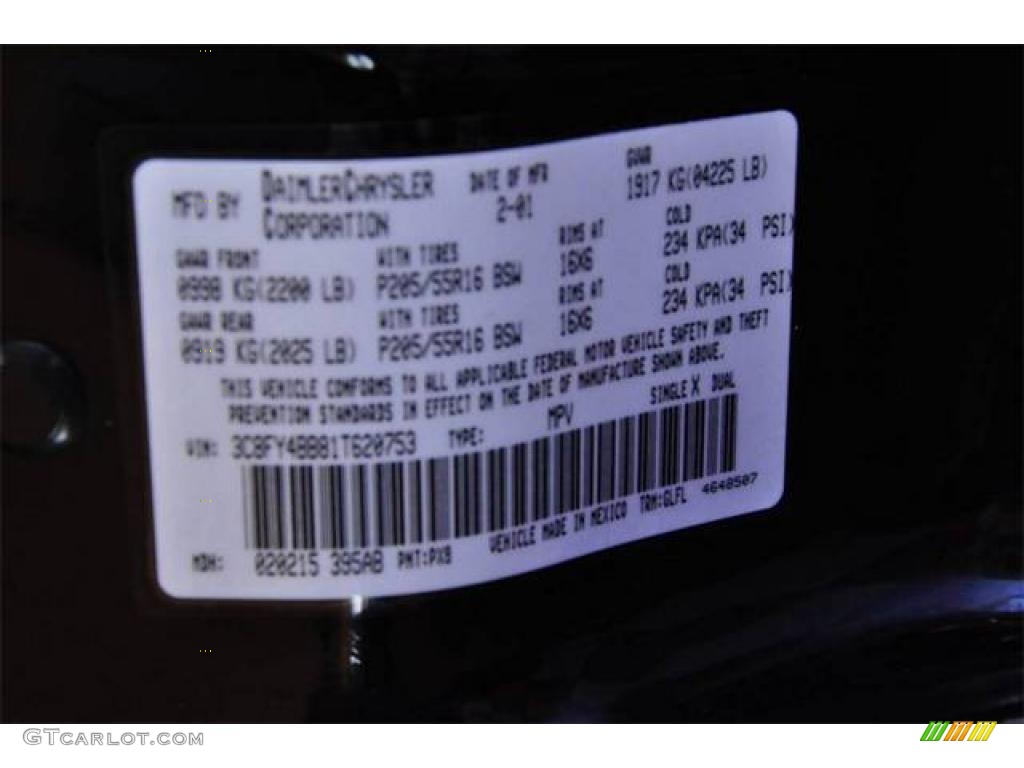 MFD BY DAIMLERCHRYSLER CORPORATION DATE OF MFR 2-01 GVWR 1917 KG(04225 LB)
GAWR FRONT WITH TIRES RIMS AT COLD
0998 KG(2200 LB) P205/55R16 BSW 16X6 234 KPA(34 PSI)
GAWR REAR WITH TIRES RIMS AT COLD
0919 KG(2025 LB) P205/55R16 BSW 16X6 234 KPA(34 PSI)
THIS VEHICLE CONFORMS TO ALL APPLICABLE FEDERAL MOTOR VEHICLE SAFETY AND THEFT
PREVENTION STANDARDS IN EFFECT ON THE DATE OF MANUFACTURE SHOWN ABOVE.
VIN: 3C8FY4BB81T620753 TYPE: MPV SINGLE X DUAL
MDH: 020215 395AB PNT:PX8 VEHICLE MADE IN MEXICO TRM:GLFL 4648507
GTCARLOT.COM